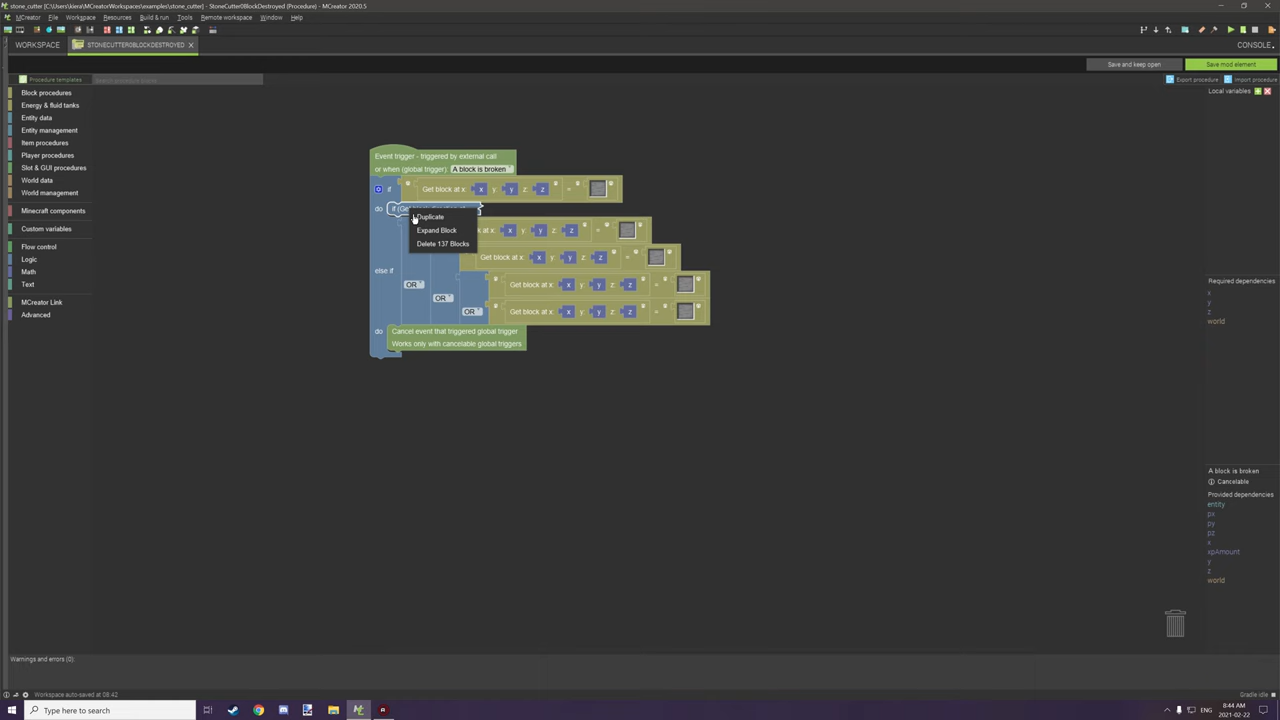 stone_cutter [C:\Users\kiera\MCreatorWorkspaces\examples\stone_cutter] - StoneCutter0BlockDestroyed (Procedure) - MCreator 2020.5
MCreator File Workspace Resources Build & run Tools Remote workspace Window Help
WORKSPACE STONECUTTER0BLOCKDESTROYED CONSOLE
Save and keep open Save mod element
Procedure templates Search procedure blocks Export procedure Import procedure
Local variables
Block procedures
Energy & fluid tanks
Entity data
Entity management
Item procedures
Player procedures
Slot & GUI procedures
World data
World management
Minecraft components
Custom variables
Flow control
Logic
Math
Text
MCreator Link
Advanced
Event trigger - triggered by external call
or when (global trigger) A block is broken
if Get block at x: x y: y z: z =
do if (Get
Duplicate
Expand Block
Delete 137 Blocks
k at x: x y: y z: z =
Get block at x: x y: y z: z =
else if
OR Get block at x: x y: y z: z =
OR
OR Get block at x: x y: y z: z =
do Cancel event that triggered global trigger
Works only with cancelable global triggers
Required dependencies
x
y
z
world
A block is broken
Cancelable
Provided dependencies
entity
px
py
pz
x
xpAmount
y
z
world
Warnings and errors (0)
Workspace auto-saved at 08:42 Gradle idle
Type here to search ENG 8:44 AM
2021-02-22